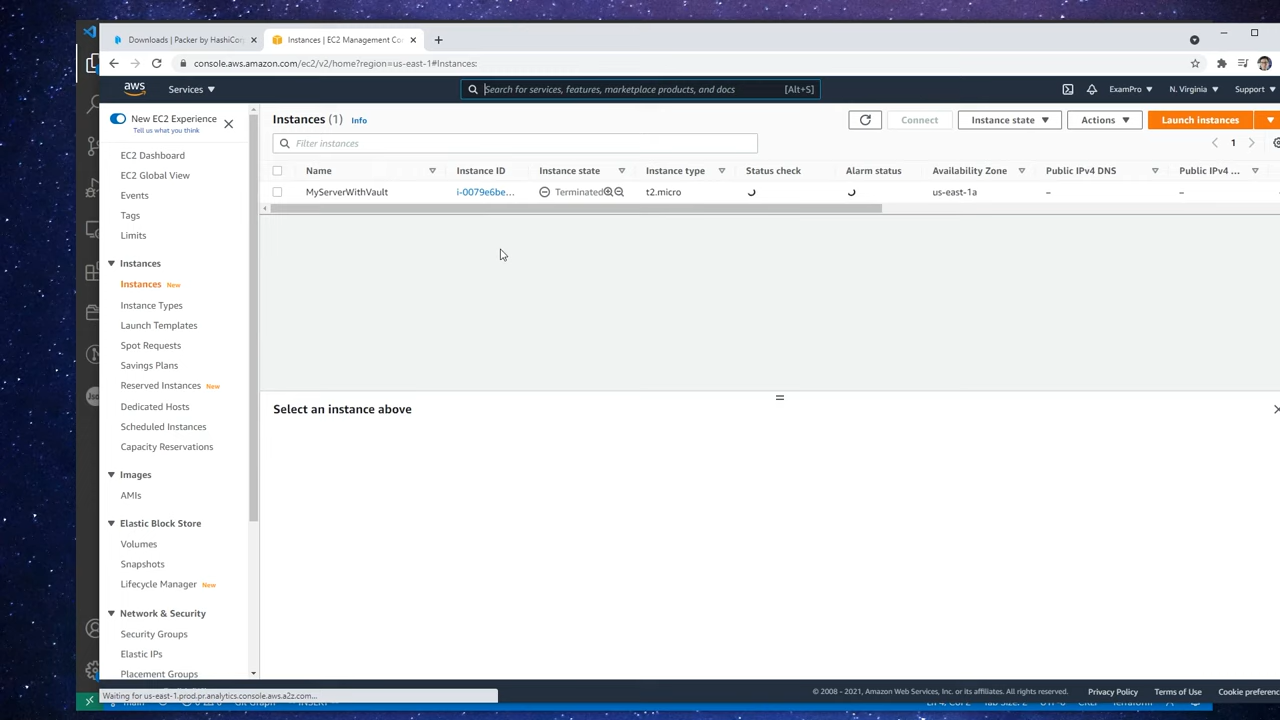 Downloads | Packer by HashiCor
Instances | EC2 Management Co
console.aws.amazon.com/ec2/v2/home?region=us-east-1#Instances:
aws
Services
Search for services, features, marketplace products, and docs
[Alt+S]
ExamPro
N. Virginia
Support
New EC2 Experience
Tell us what you think
EC2 Dashboard
EC2 Global View
Events
Tags
Limits
Instances
Instances New
Instance Types
Launch Templates
Spot Requests
Savings Plans
Reserved Instances New
Dedicated Hosts
Scheduled Instances
Capacity Reservations
Images
AMIs
Elastic Block Store
Volumes
Snapshots
Lifecycle Manager New
Network & Security
Security Groups
Elastic IPs
Placement Groups
Instances (1) Info
Connect
Instance state
Actions
Launch instances
Filter instances
1
Name
Instance ID
Instance state
Instance type
Status check
Alarm status
Availability Zone
Public IPv4 DNS
Public IPv4 ...
MyServerWithVault
i-0079e6be...
Terminated
t2.micro
us-east-1a
–
–
Select an instance above
Waiting for us-east-1.prod.pr.analytics.console.aws.a2z.com...
© 2008 - 2021, Amazon Web Services, Inc. or its affiliates. All rights reserved.
Privacy Policy
Terms of Use
Cookie preferenc